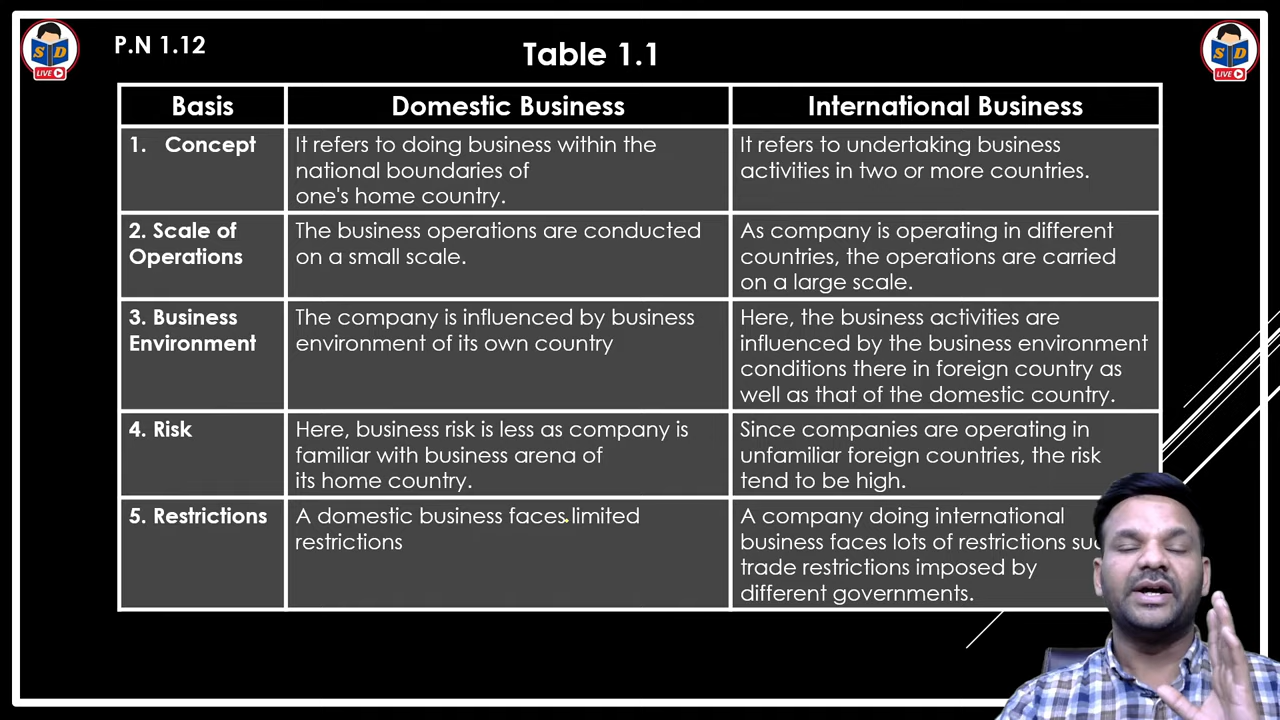 P.N 1.12
Table 1.1
S D
LIVE
S D
LIVE
Basis
Domestic Business
International Business
1. Concept
It refers to doing business within the
national boundaries of
one's home country.
It refers to undertaking business
activities in two or more countries.
2. Scale of
Operations
The business operations are conducted
on a small scale.
As company is operating in different
countries, the operations are carried
on a large scale.
3. Business
Environment
The company is influenced by business
environment of its own country
Here, the business activities are
influenced by the business environment
conditions there in foreign country as
well as that of the domestic country.
4. Risk
Here, business risk is less as company is
familiar with business arena of
its home country.
Since companies are operating in
unfamiliar foreign countries, the risk
tend to be high.
5. Restrictions
A domestic business faces limited
restrictions
A company doing international
business faces lots of restrictions
trade restrictions imposed by
different governments.